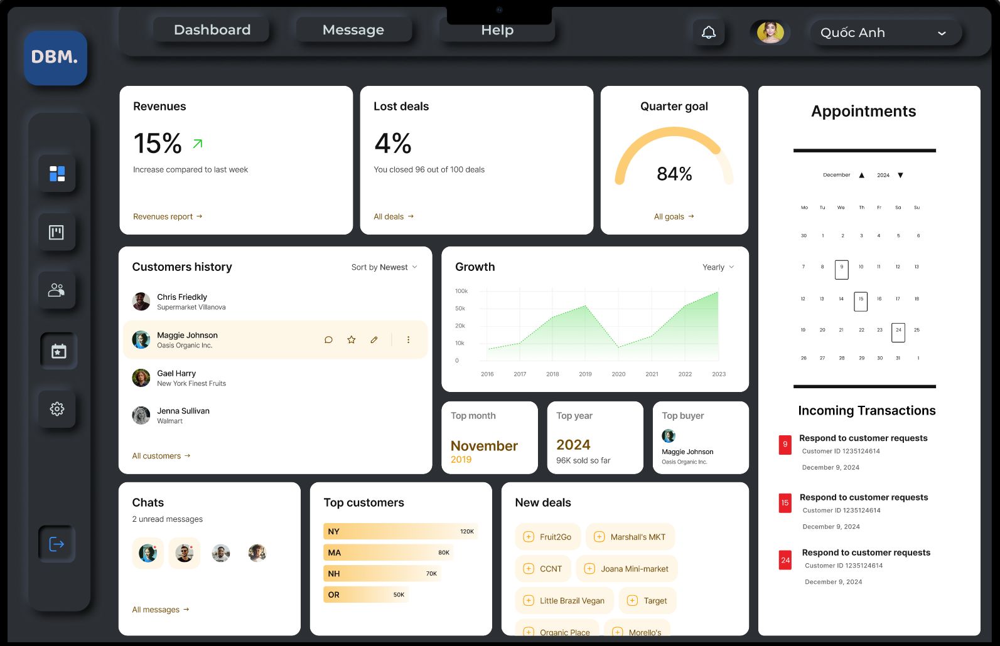 DBM.
Dashboard
Message
Help
Quốc Anh
Revenues
15%
Increase compared to last week
Revenues report →
Lost deals
4%
You closed 96 out of 100 deals
All deals →
Quarter goal
84%
All goals →
Customers history
Sort by Newest
Chris Friedkly
Supermarket Villanova
Maggie Johnson
Oasis Organic Inc.
Gael Harry
New York Finest Fruits
Jenna Sullivan
Walmart
All customers →
Growth
Yearly
100k
50k
20k
10k
0
2016 2017 2018 2019 2020 2021 2022 2023
Top month
November
2019
Top year
2024
96K sold so far
Top buyer
Maggie Johnson
Oasis Organic Inc.
Chats
2 unread messages
All messages →
Top customers
NY 120K
MA 80K
NH 70K
OR 50K
New deals
Fruit2Go
Marshall's MKT
CCNT
Joana Mini-market
Little Brazil Vegan
Target
Organic Place
Morello's
Appointments
December ▲ 2024 ▼
Mo Tu We Th Fr Sa Su
30 1 2 3 4 5 6
7 8 9 10 11 12 13
12 13 14 15 16 17 18
19 20 21 22 23 24 25
26 27 28 29 30 31 1
Incoming Transactions
9
Respond to customer requests
Customer ID 1235124614
December 9, 2024
15
Respond to customer requests
Customer ID 1235124614
December 9, 2024
24
Respond to customer requests
Customer ID 1235124614
December 9, 2024